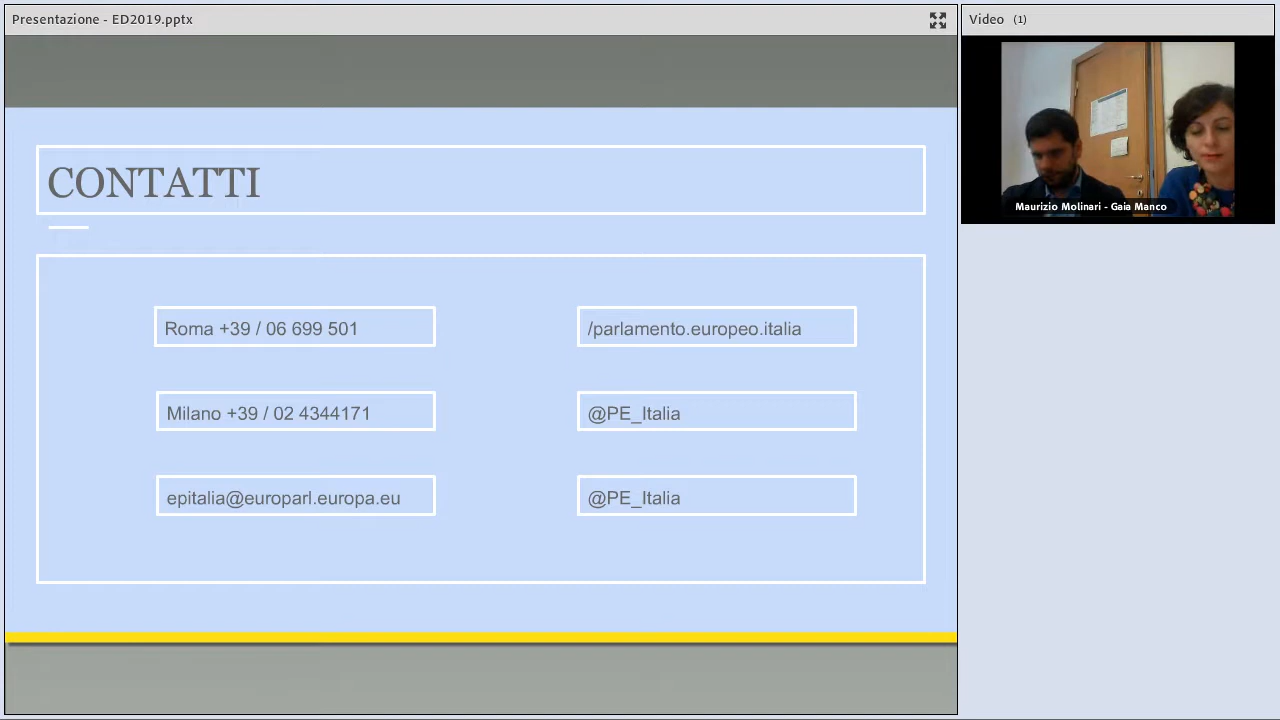 Presentazione - ED2019.pptx
Video (1)
Maurizio Molinari - Gaia Manco
CONTATTI
Roma +39 / 06 699 501
/parlamento.europeo.italia
Milano +39 / 02 4344171
@PE_Italia
epitalia@europarl.europa.eu
@PE_Italia